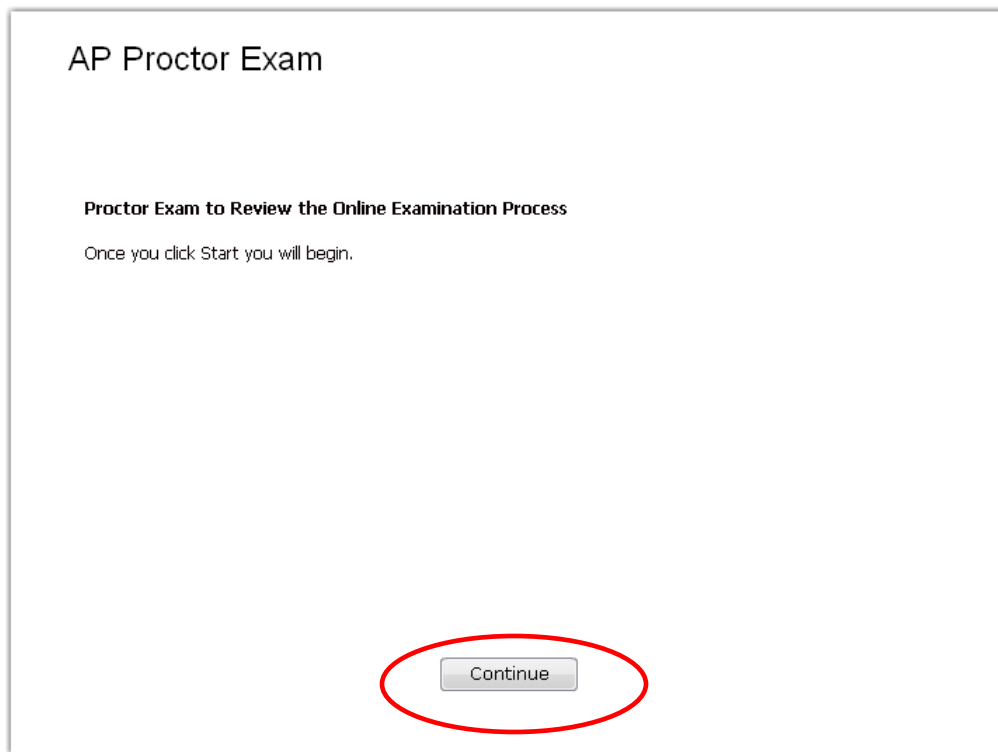 AP Proctor Exam
Proctor Exam to Review the Online Examination Process
Once you click Start you will begin.
Continue